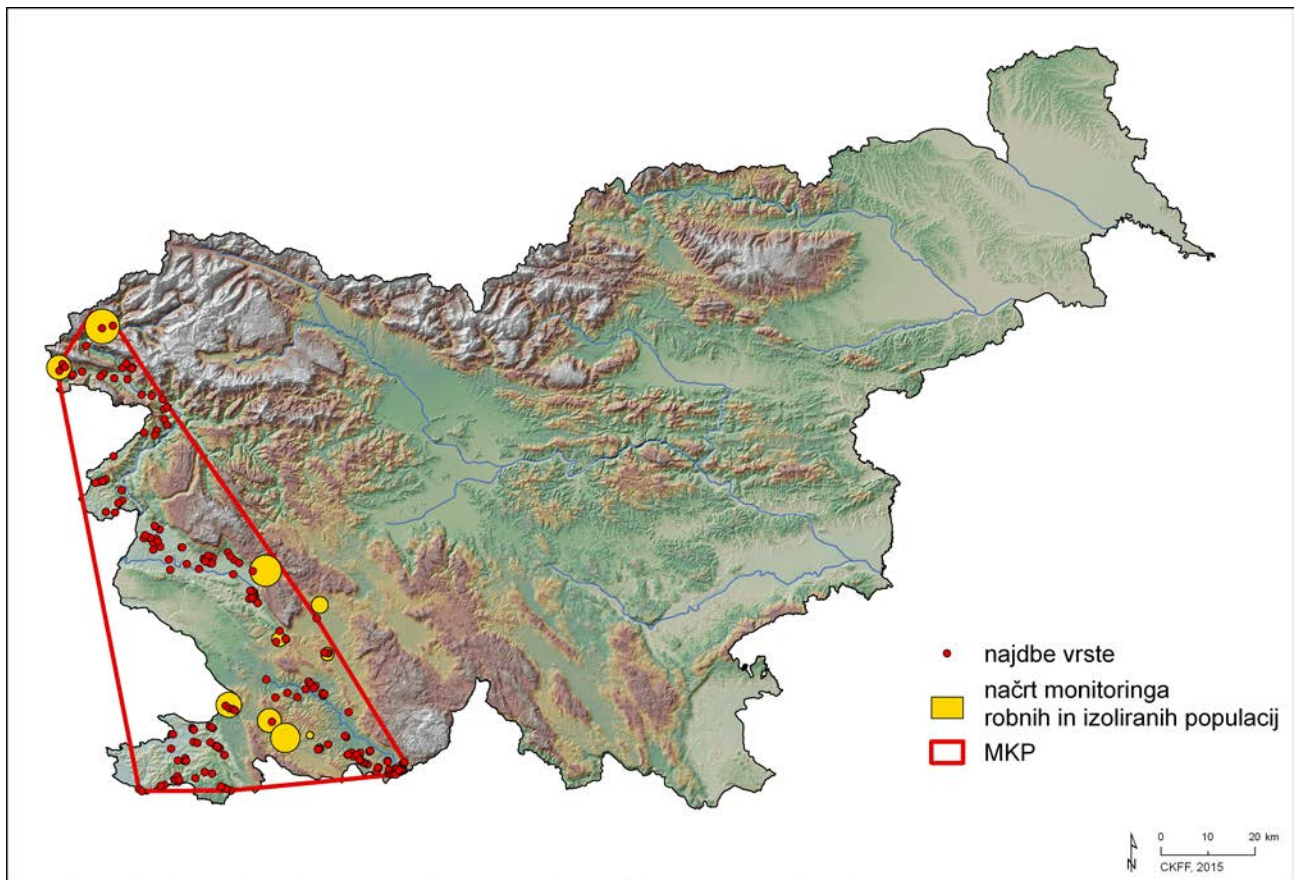 najdbe vrste
načrt monitoringa
robnih in izoliranih populacij
MKP
N
0 10 20 km
CKFF, 2015